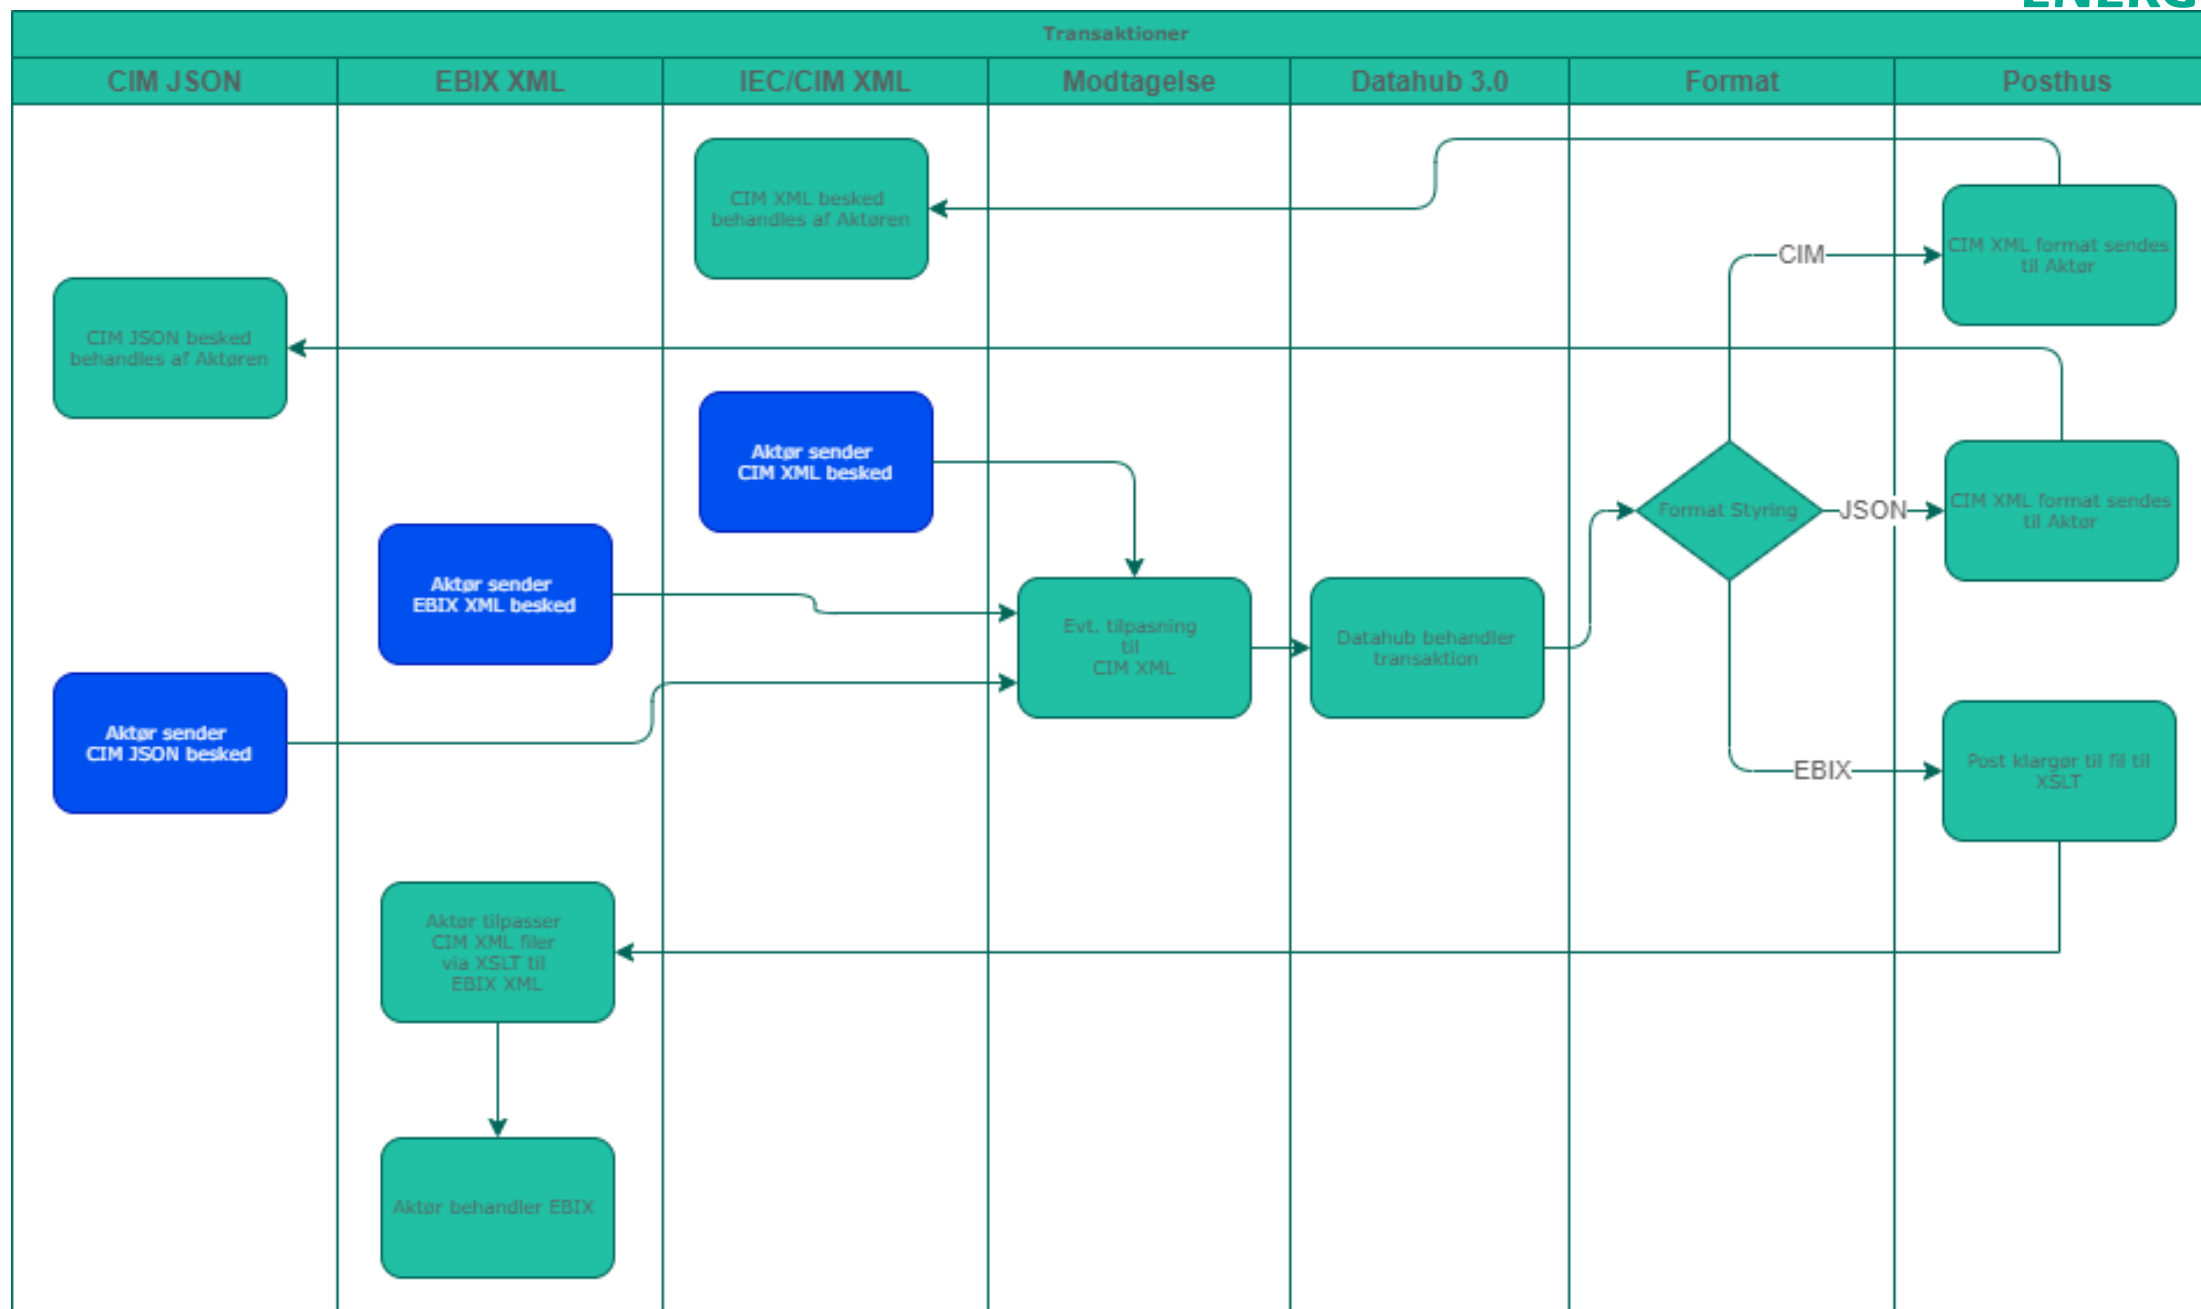 ENERG
Transaktioner
CIM JSON
EBIX XML
IEC/CIM XML
Modtagelse
Datahub 3.0
Format
Posthus
CIM XML besked
behandles af Aktøren
CIM XML format sendes
til Aktør
CIM
CIM JSON besked
behandles af Aktøren
Aktør sender
CIM XML besked
Format Styring
JSON
CIM XML format sendes
til Aktør
Aktør sender
EBIX XML besked
Evt. tilpasning
til
CIM XML
Datahub behandler
transaktion
Aktør sender
CIM JSON besked
EBIX
Post klargør til fil til
XSLT
Aktør tilpasser
CIM XML filer
via XSLT til
EBIX XML
Aktør behandler EBIX